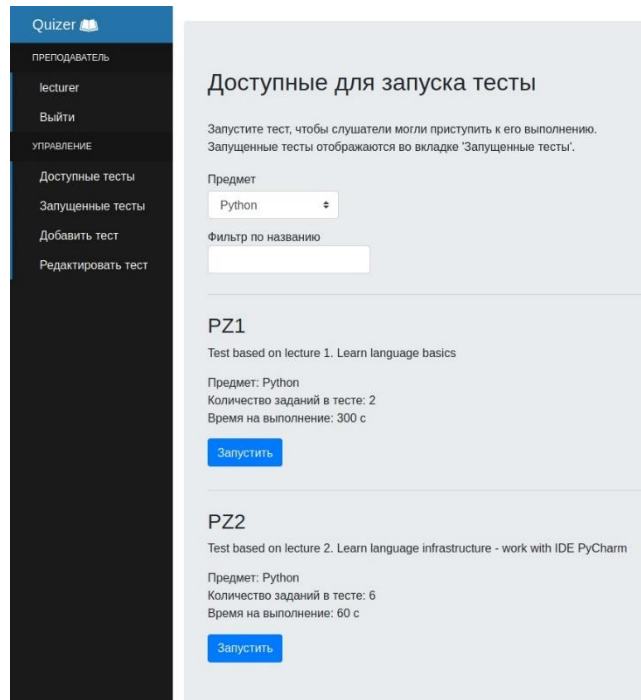 Quizer
ПРЕПОДАВАТЕЛЬ
lecturer
Выйти
УПРАВЛЕНИЕ
Доступные тесты
Запущенные тесты
Добавить тест
Редактировать тест
Доступные для запуска тесты
Запустите тест, чтобы слушатели могли приступить к его выполнению.
Запущенные тесты отображаются во вкладке 'Запущенные тесты'.
Предмет
Python
Фильтр по названию
PZ1
Test based on lecture 1. Learn language basics
Предмет: Python
Количество заданий в тесте: 2
Время на выполнение: 300 с
Запустить
PZ2
Test based on lecture 2. Learn language infrastructure - work with IDE PyCharm
Предмет: Python
Количество заданий в тесте: 6
Время на выполнение: 60 с
Запустить